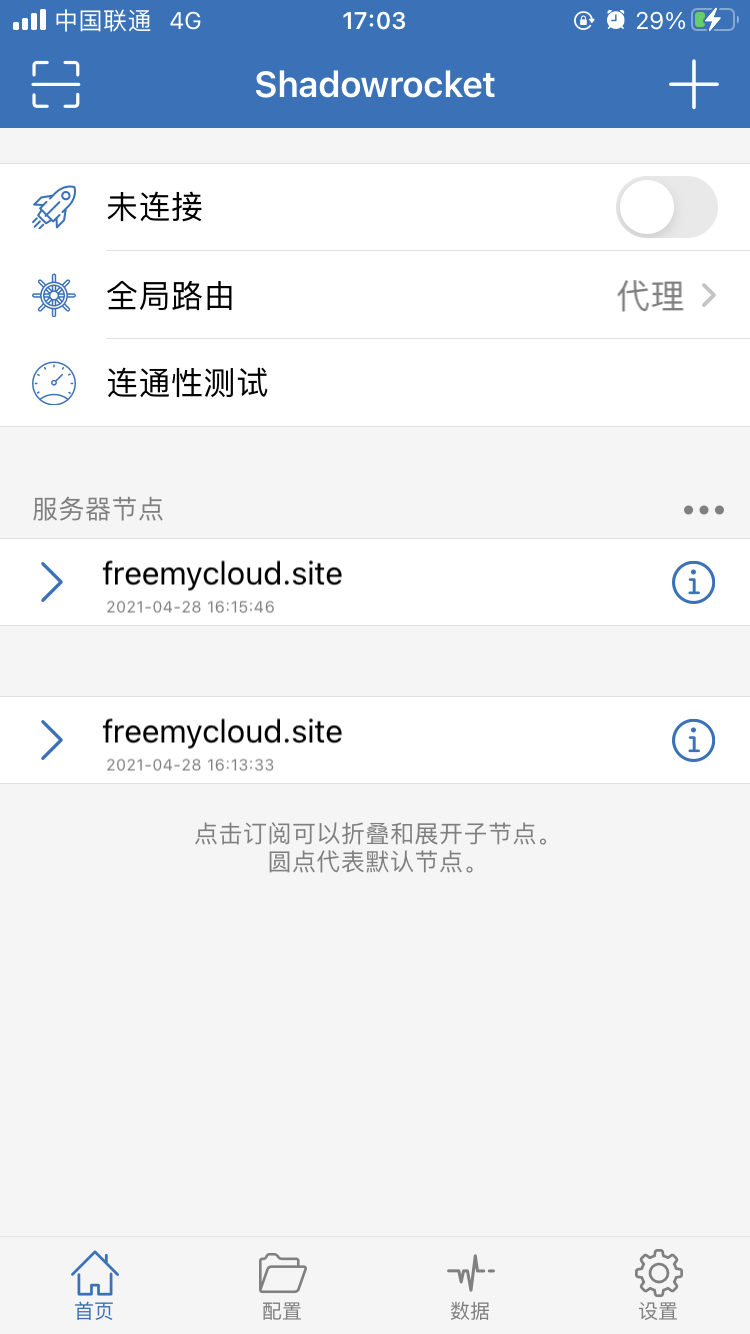 中国联通 4G 17:03 29%
Shadowrocket
未连接
全局路由 代理
连通性测试
服务器节点
freemycloud.site
2021-04-28 16:15:46
freemycloud.site
2021-04-28 16:13:33
点击订阅可以折叠和展开子节点。
圆点代表默认节点。
首页 配置 数据 设置